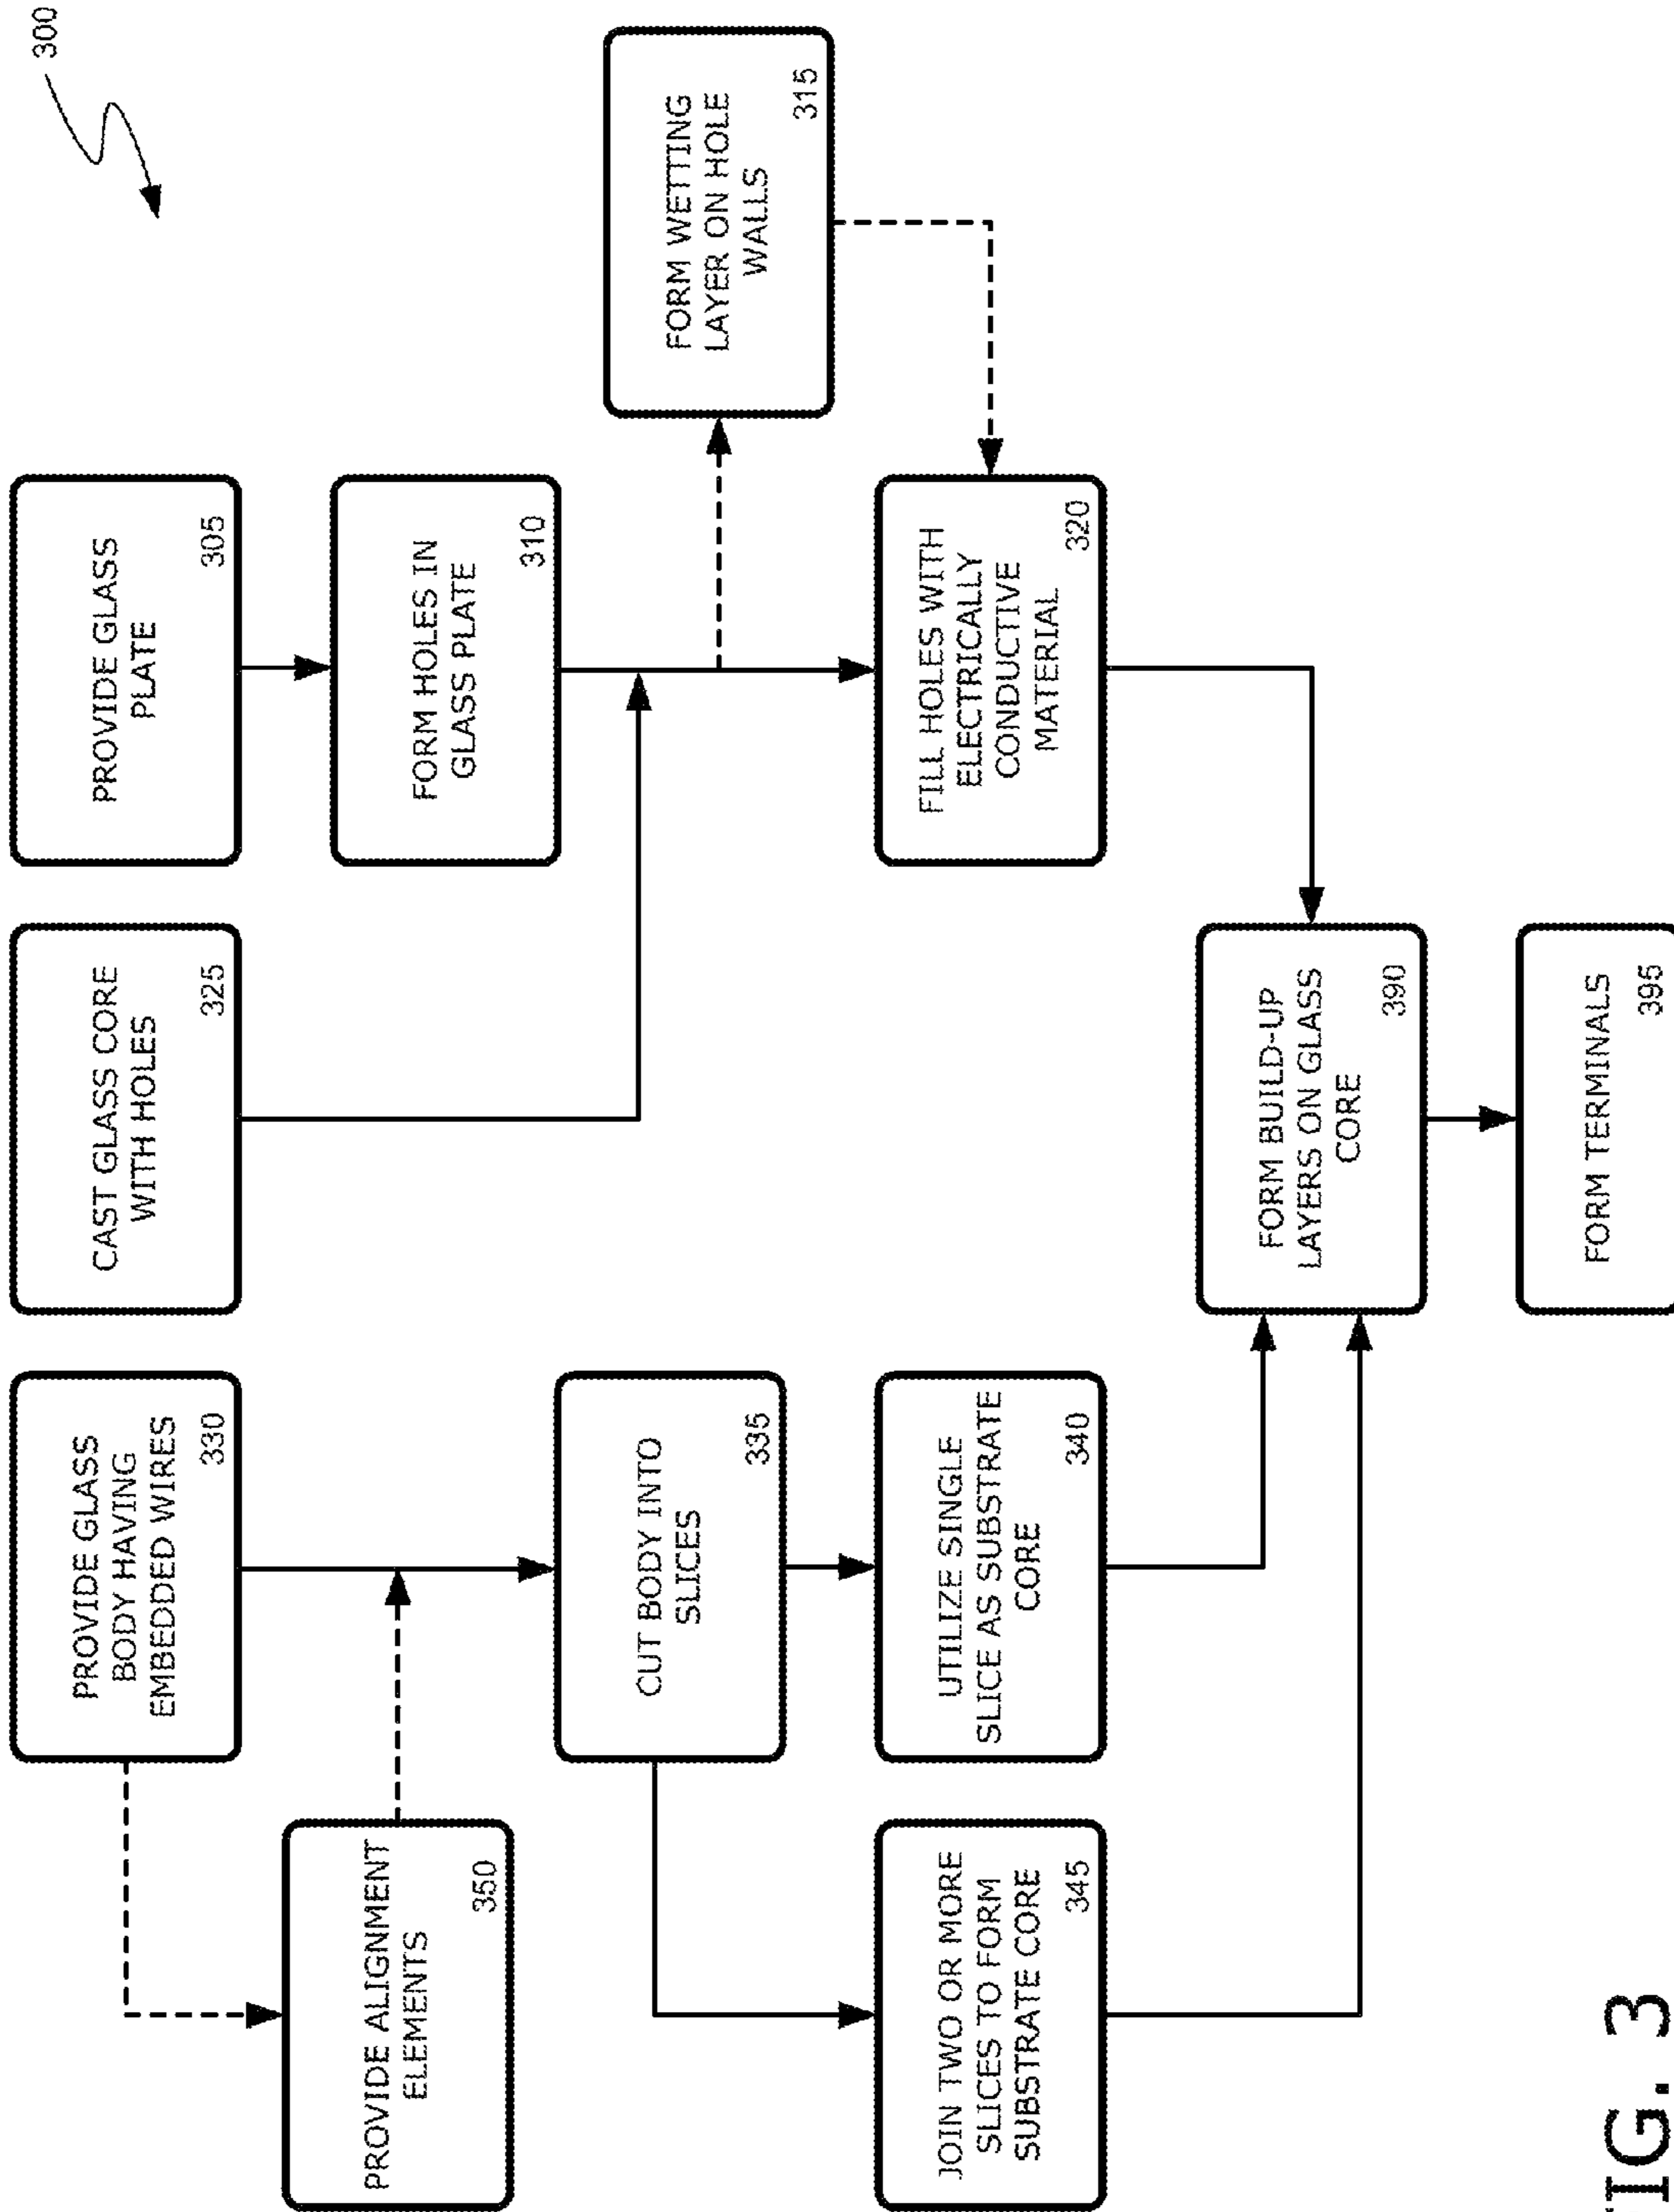 300
PROVIDE GLASS
BODY HAVING
EMBEDDED WIRES
330
CAST GLASS CORE
WITH HOLES
325
PROVIDE GLASS
PLATE
305
PROVIDE ALIGNMENT
ELEMENTS
350
FORM HOLES IN
GLASS PLATE
310
CUT BODY INTO
SLICES
335
FORM WETTING
LAYER ON HOLE
WALLS
315
JOIN TWO OR MORE
SLICES TO FORM
SUBSTRATE CORE
345
UTILIZE SINGLE
SLICE AS SUBSTRATE
CORE
340
FILL HOLES WITH
ELECTRICALLY
CONDUCTIVE
MATERIAL
320
FORM BUILD-UP
LAYERS ON GLASS
CORE
390
FORM TERMINALS
395
FIG. 3